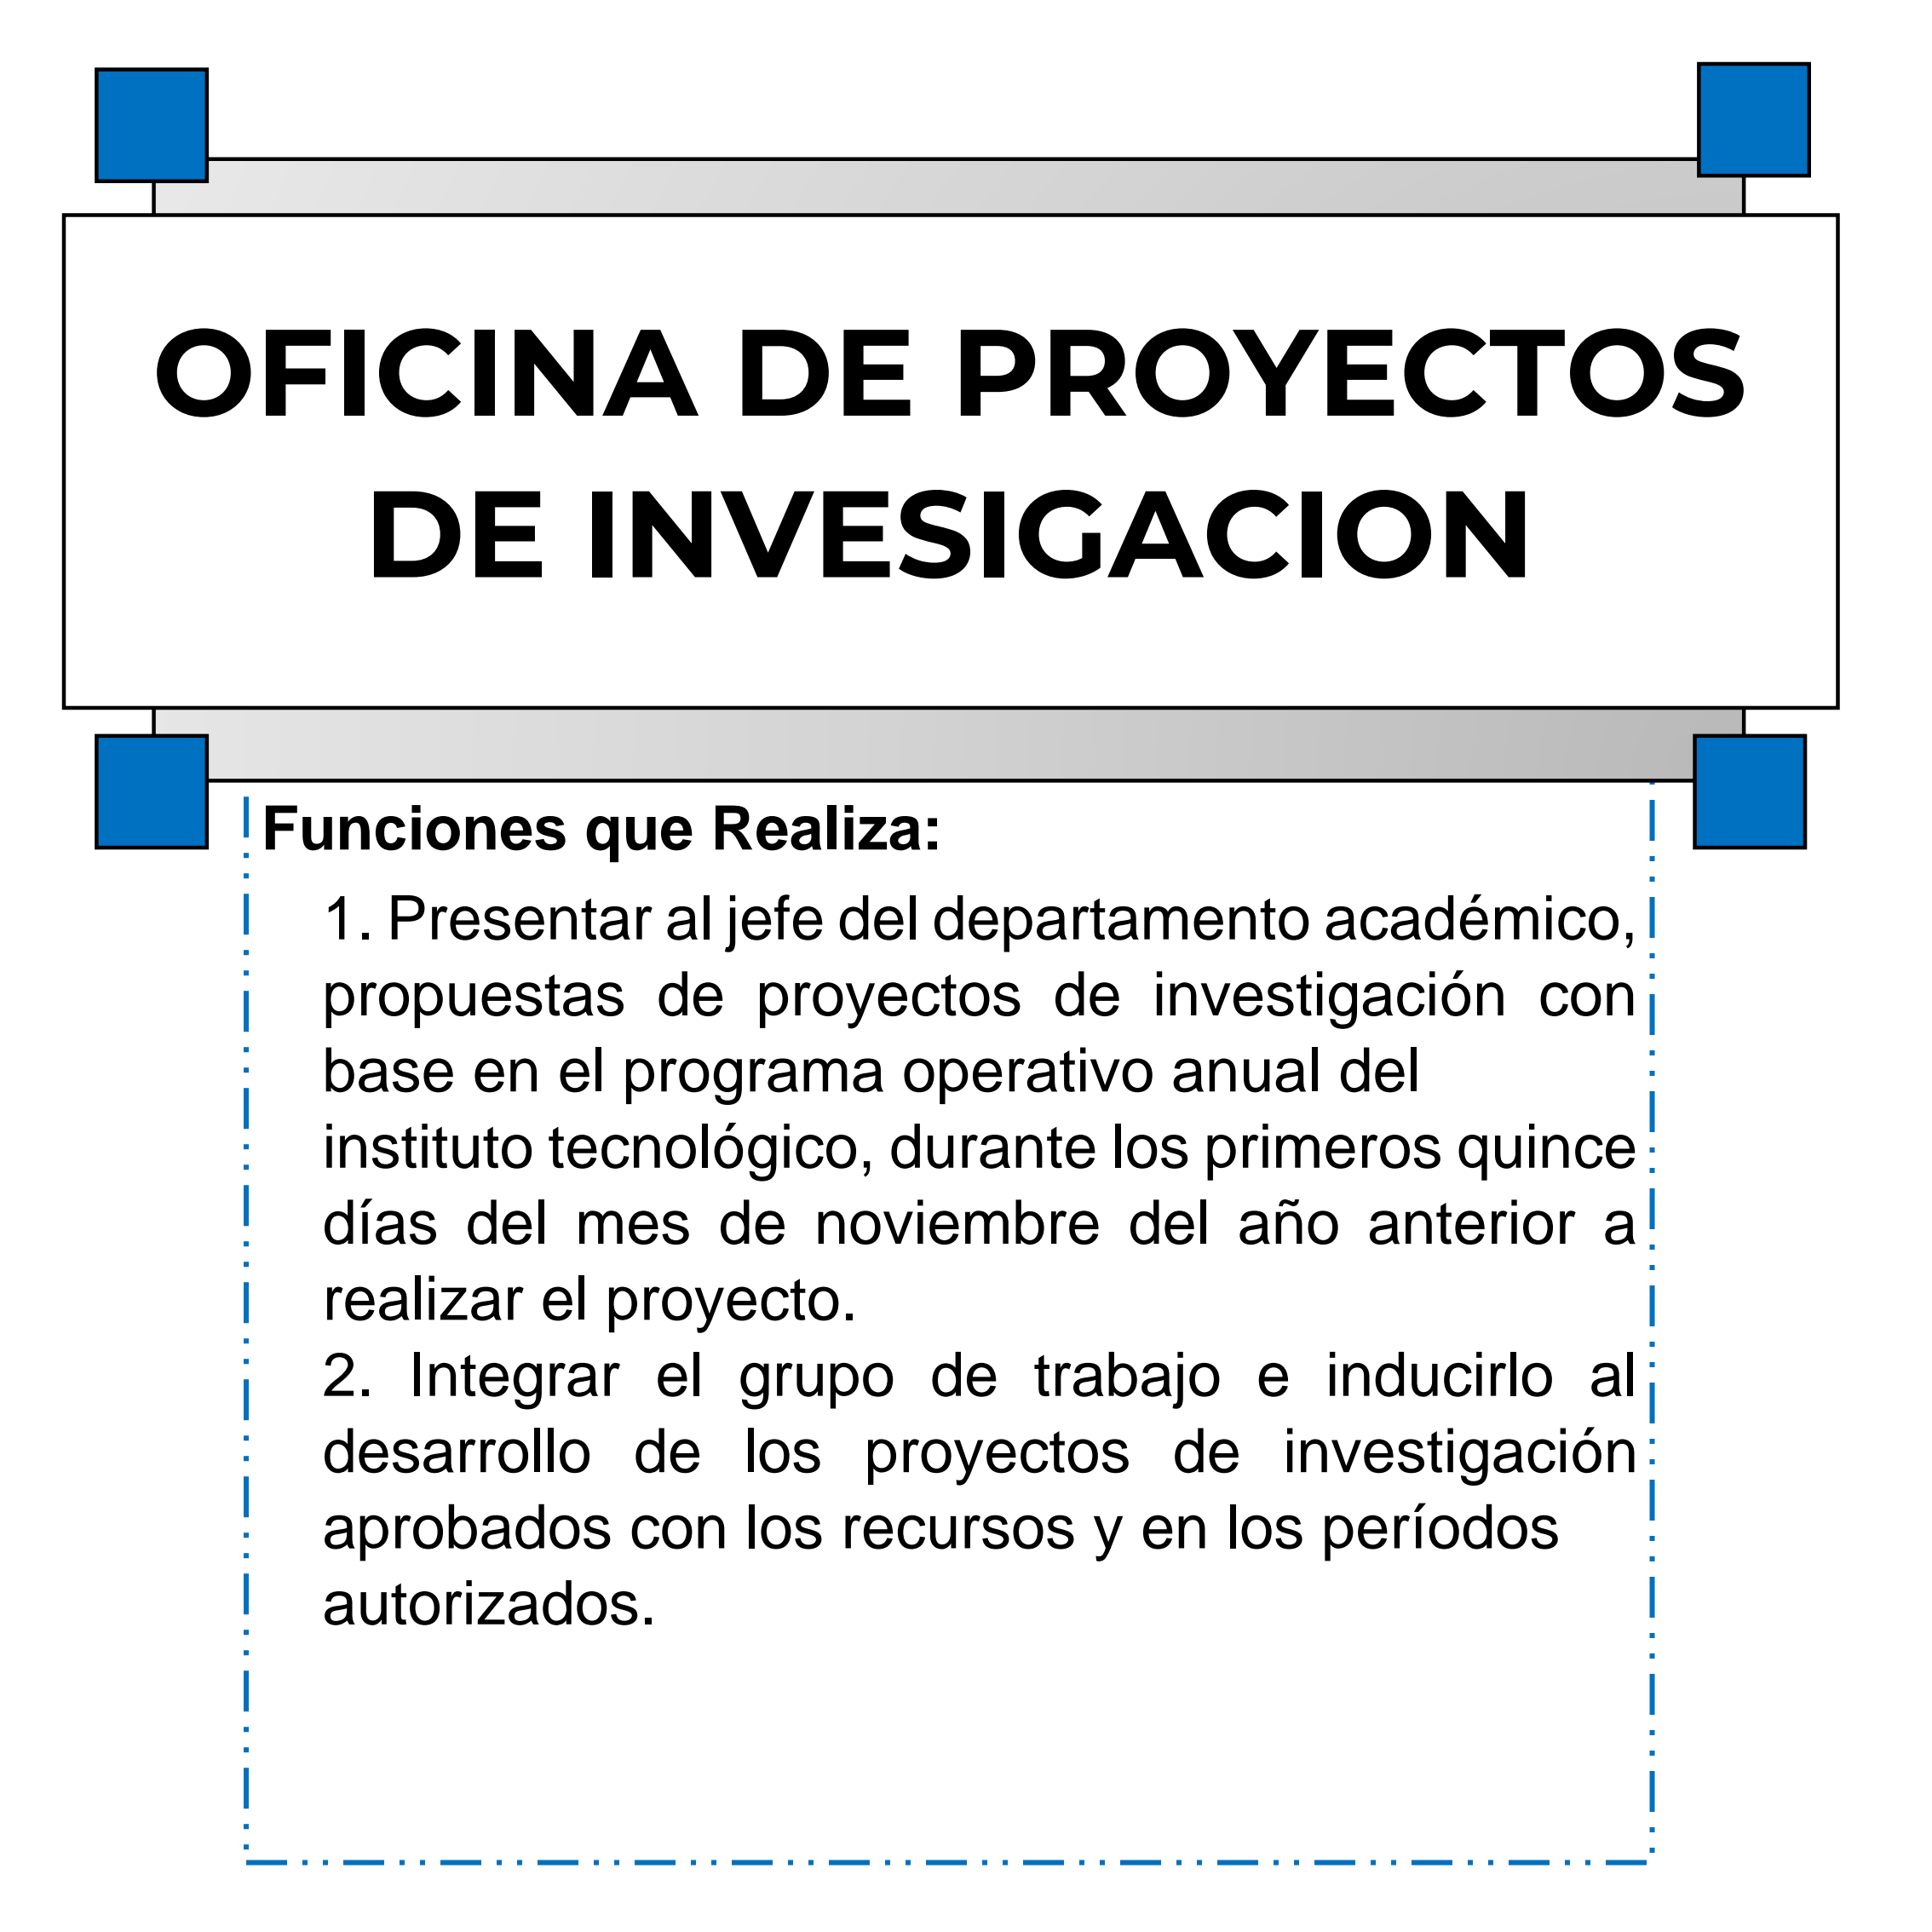 OFICINA DE PROYECTOS
DE INVESIGACION
Funciones que Realiza:
1. Presentar al jefe del departamento académico,
propuestas de proyectos de investigación con
base en el programa operativo anual del
instituto tecnológico, durante los primeros quince
días del mes de noviembre del año anterior a
realizar el proyecto.
2. Integrar el grupo de trabajo e inducirlo al
desarrollo de los proyectos de investigación
aprobados con los recursos y en los períodos
autorizados.